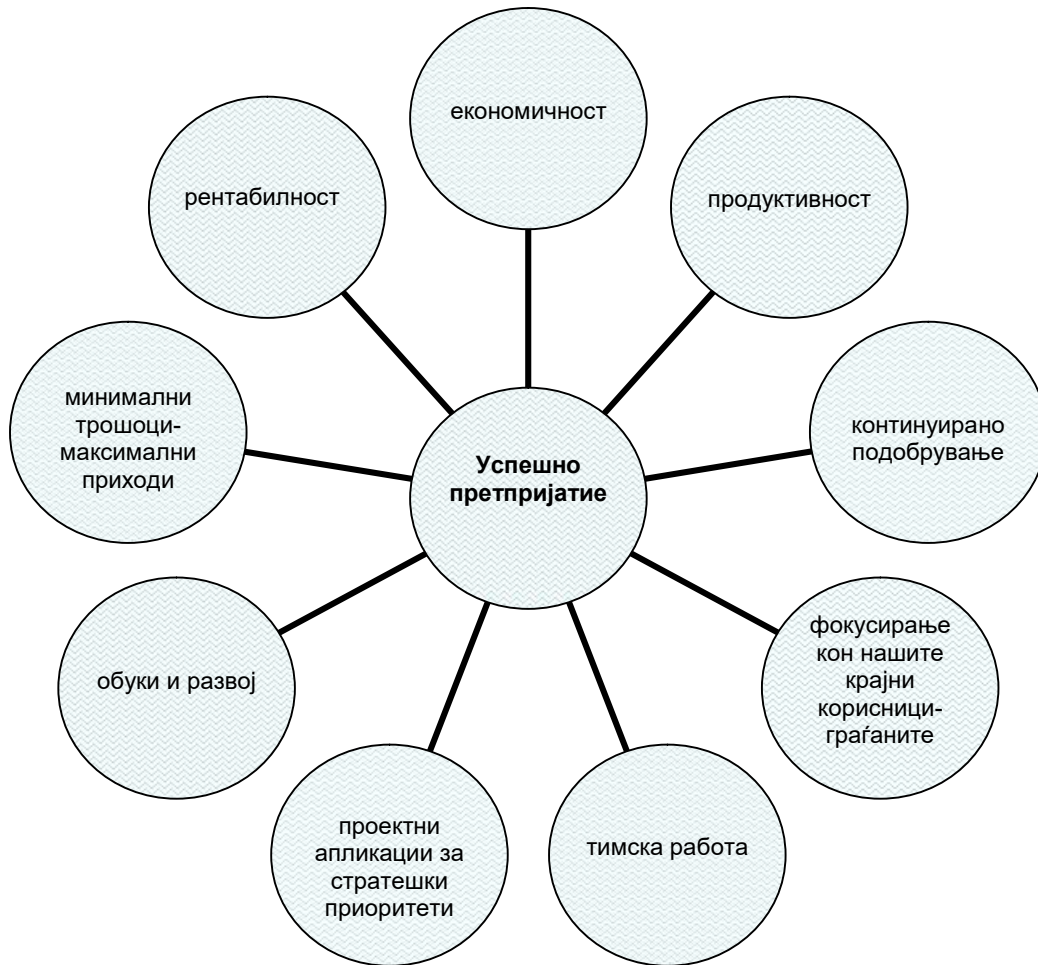 економичност
рентабилност
продуктивност
минимални
трошоци-
максимални
приходи
континуирано
подобрување
Успешно
претпријатие
обуки и развој
фокусирање
кон нашите
крајни
корисници-
граѓаните
проектни
апликации за
стратешки
приоритети
тимска работа